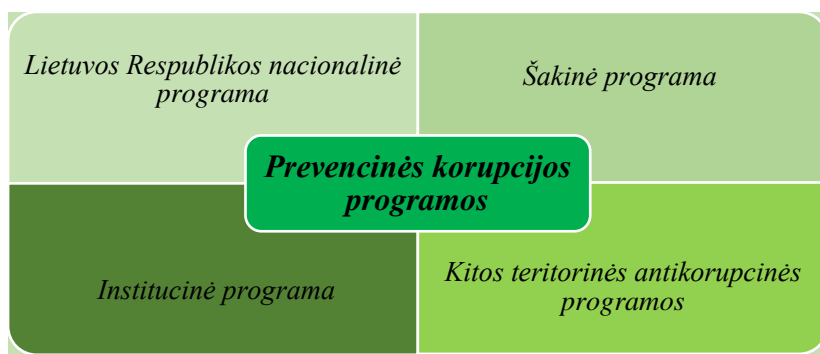 Lietuvos Respublikos nacionalinė
programa
Šakinė programa
Prevencinės korupcijos
programos
Institucinė programa
Kitos teritorinės antikorupcinės
programos